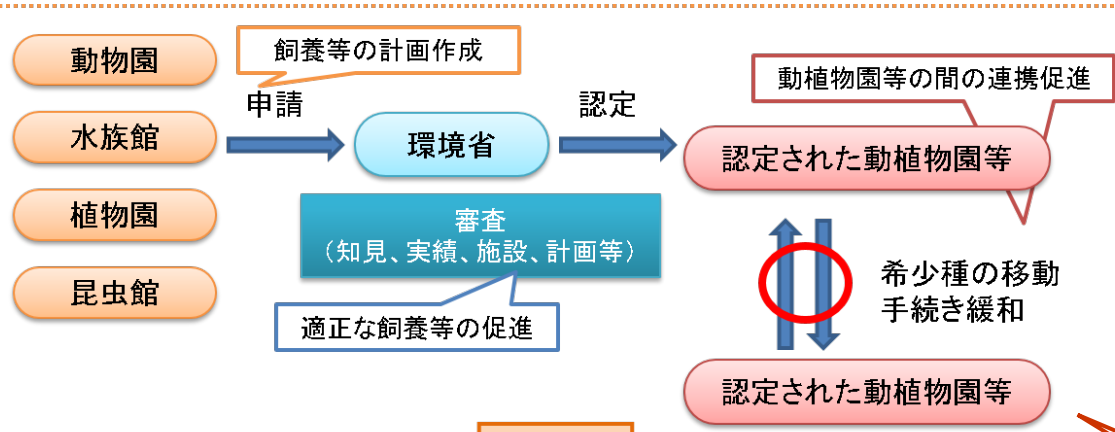 動物園
水族館
植物園
昆虫館
飼養等の計画作成
申請
環境省
認定
審査
（知見、実績、施設、計画等）
適正な飼養等の促進
動植物園等の間の連携促進
認定された動植物園等
希少種の移動
手続き緩和
認定された動植物園等